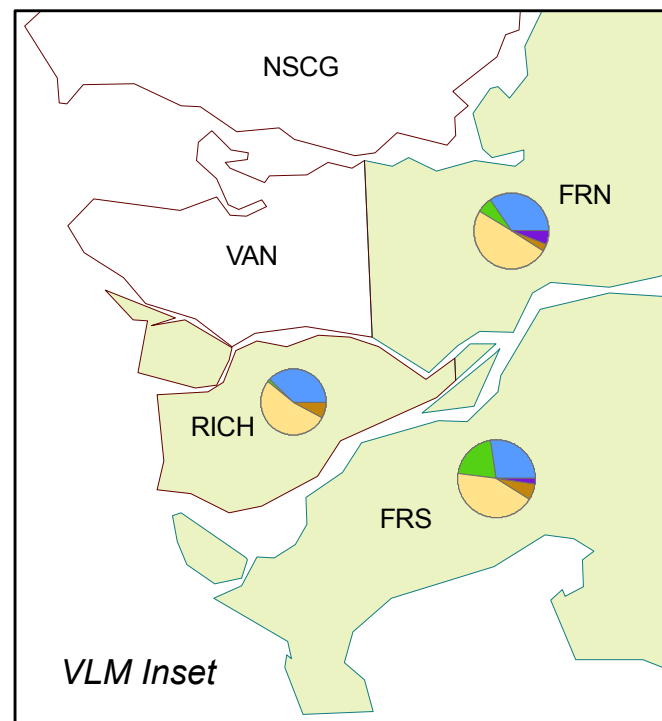 NSCG
FRN
VAN
RICH
FRS
VLM Inset